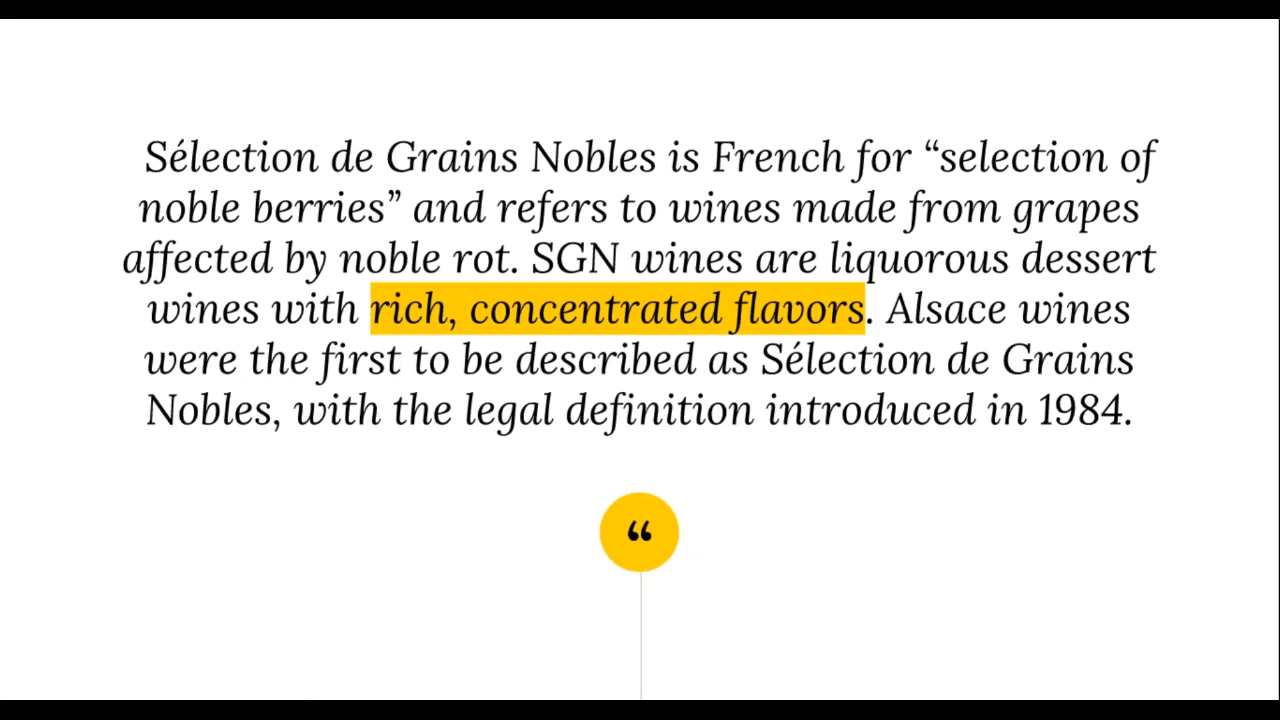 Sélection de Grains Nobles is French for “selection of
noble berries” and refers to wines made from grapes
affected by noble rot. SGN wines are liquorous dessert
wines with rich, concentrated flavors. Alsace wines
were the first to be described as Sélection de Grains
Nobles, with the legal definition introduced in 1984.
“